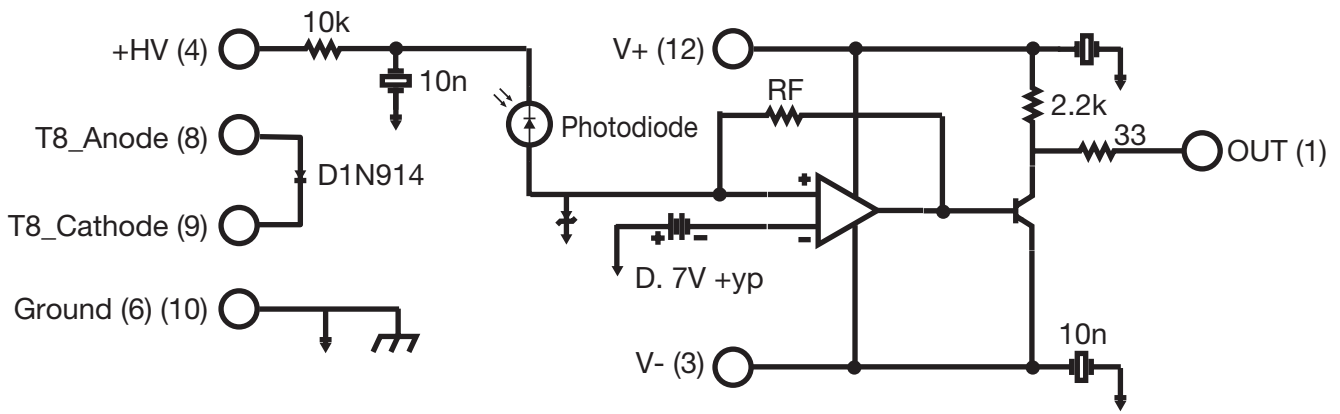 +HV (4)
10k
10n
T8_Anode (8)
D1N914
T8_Cathode (9)
Ground (6) (10)
Photodiode
V+ (12)
RF
2.2k
33
OUT (1)
+
-
+ -
D. 7V +yp
V- (3)
10n